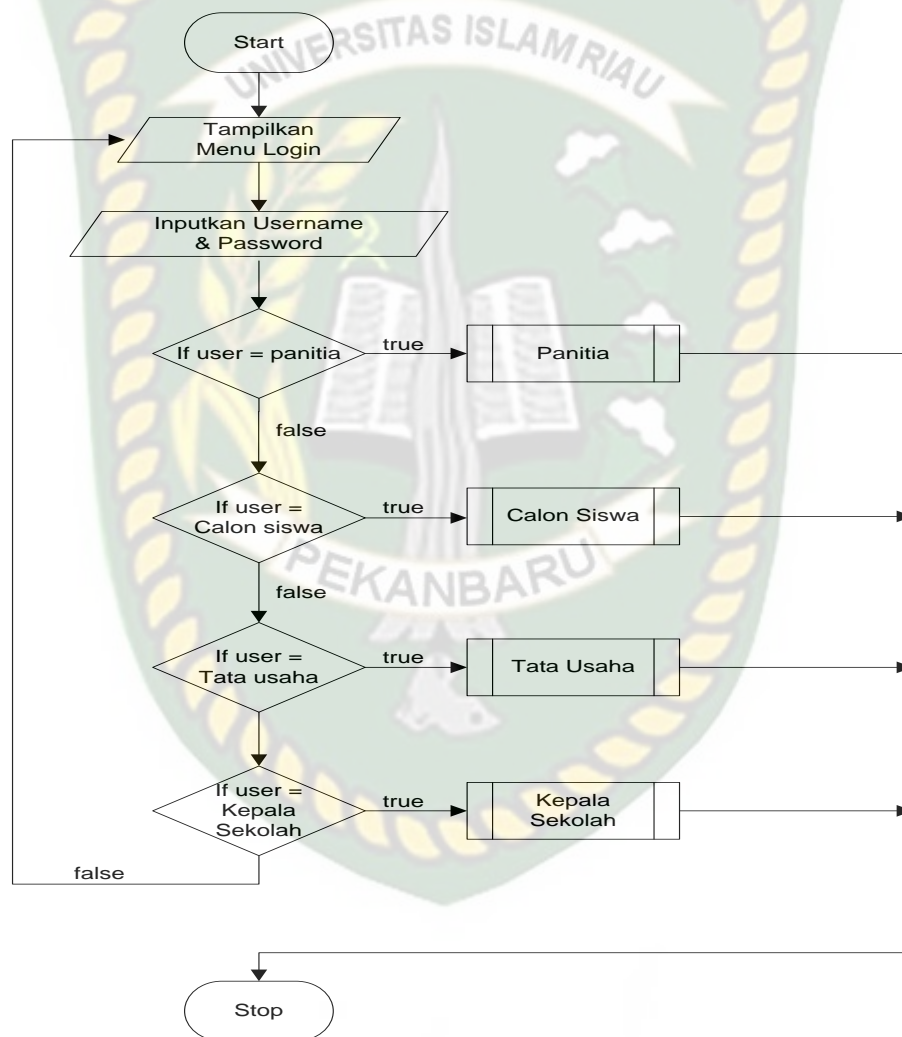 Start
UNIVERSITAS ISLAM RIAU
Tampilkan
Menu Login
Inputkan Username
& Password
If user = panitia
true
Panitia
false
If user =
Calon siswa
true
Calon Siswa
PEKANBARU
false
If user =
Tata usaha
true
Tata Usaha
If user =
Kepala
Sekolah
true
Kepala
Sekolah
false
Stop